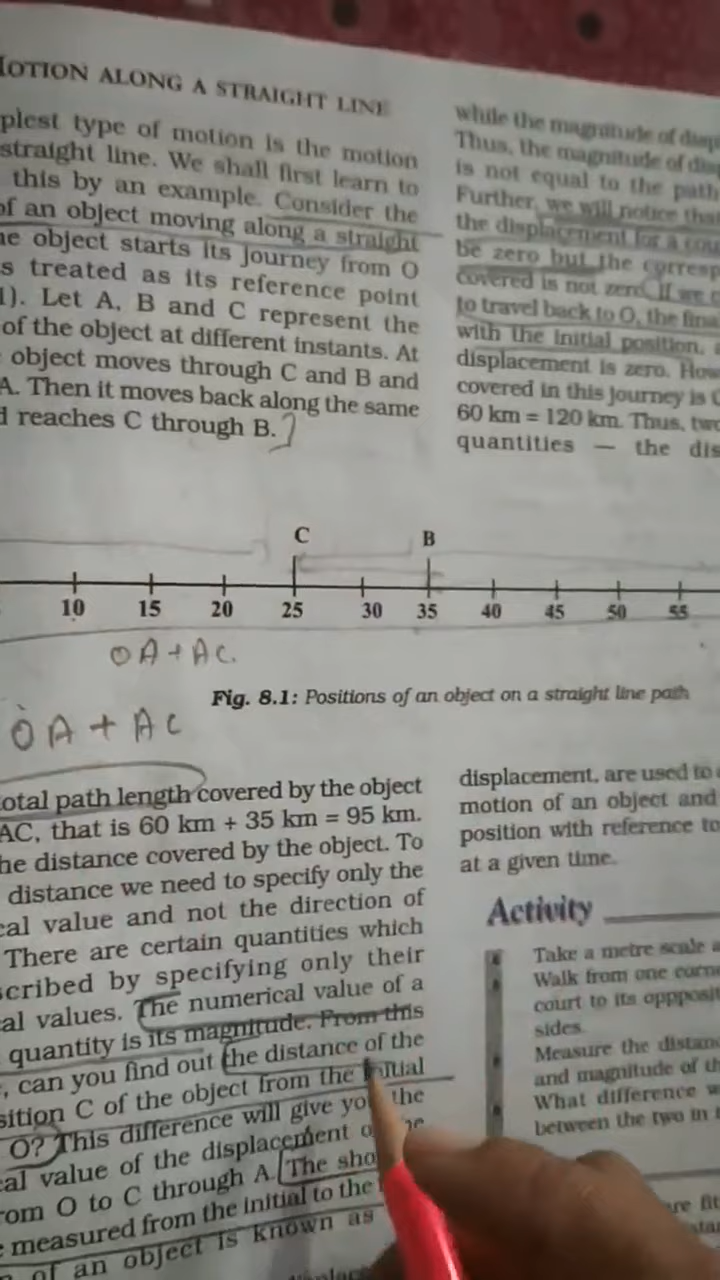 MOTION ALONG A STRAIGHT LINE
plest type of motion is the motion
straight line. We shall first learn to
this by an example. Consider the
of an object moving along a straight
he object starts its journey from O
s treated as its reference point
1). Let A, B and C represent the
of the object at different instants. At
object moves through C and B and
A. Then it moves back along the same
d reaches C through B.
while the magnitude of disp
Thus, the magnitude of disp
is not equal to the path
Further, we will notice that
the displacement for a cou
be zero but the corresp
covered is not zero. If we
to travel back to O, the fina
with the initial position,
displacement is zero. How
covered in this journey is
60 km = 120 km. Thus, two
quantities — the dis
C B
10 15 20 25 30 35 40 45 50 55
OA + AC.
Fig. 8.1: Positions of an object on a straight line path
OA + AC
otal path length covered by the object
AC, that is 60 km + 35 km = 95 km.
he distance covered by the object. To
distance we need to specify only the
cal value and not the direction of
There are certain quantities which
scribed by specifying only their
al values. The numerical value of a
quantity is its magnitude. From this
, can you find out the distance of the
sition C of the object from the initial
O? This difference will give you the
cal value of the displacement
rom O to C through A. The sho
measured from the initial to the
of an object is known as
displacement, are used to
motion of an object and
position with reference to
at a given time.
Activity
Take a metre scale
Walk from one corne
court to its oppposit
sides.
Measure the distanc
and magnitude of th
What difference w
between the two in